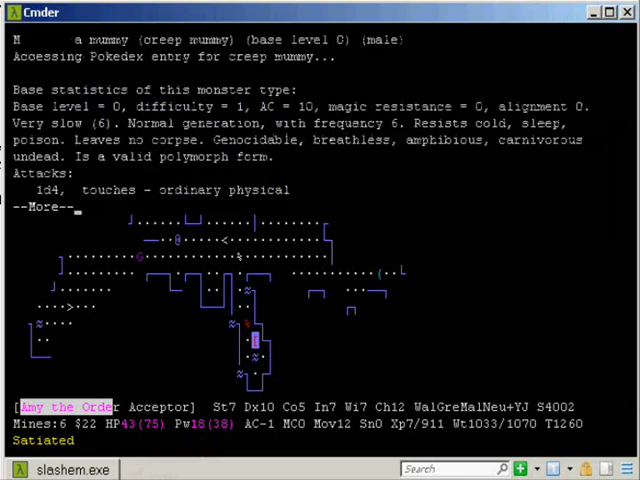 Cmder
M a mummy (creep mummy) (base level 0) (male)
Accessing Pokedex entry for creep mummy...
Base statistics of this monster type:
Base level = 0, difficulty = 1, AC = 10, magic resistance = 0, alignment 0.
Very slow (6). Normal generation, with frequency 6. Resists cold, sleep,
poison. Leaves no corpse. Genocidable, breathless, amphibious, carnivorous
undead. Is a valid polymorph form.
Attacks:
1d4, touches - ordinary physical
--More--
[Amy the Order Acceptor] St7 Dx10 Co5 In7 Wi7 Ch12 WalGreMalNeu+YJ S4002
Mines:6 $22 HP43(75) Pw18(38) AC-1 MC0 Mov12 Sn0 Xp7/911 Wt1033/1070 T1260
Satiated
slashem.exe
Search